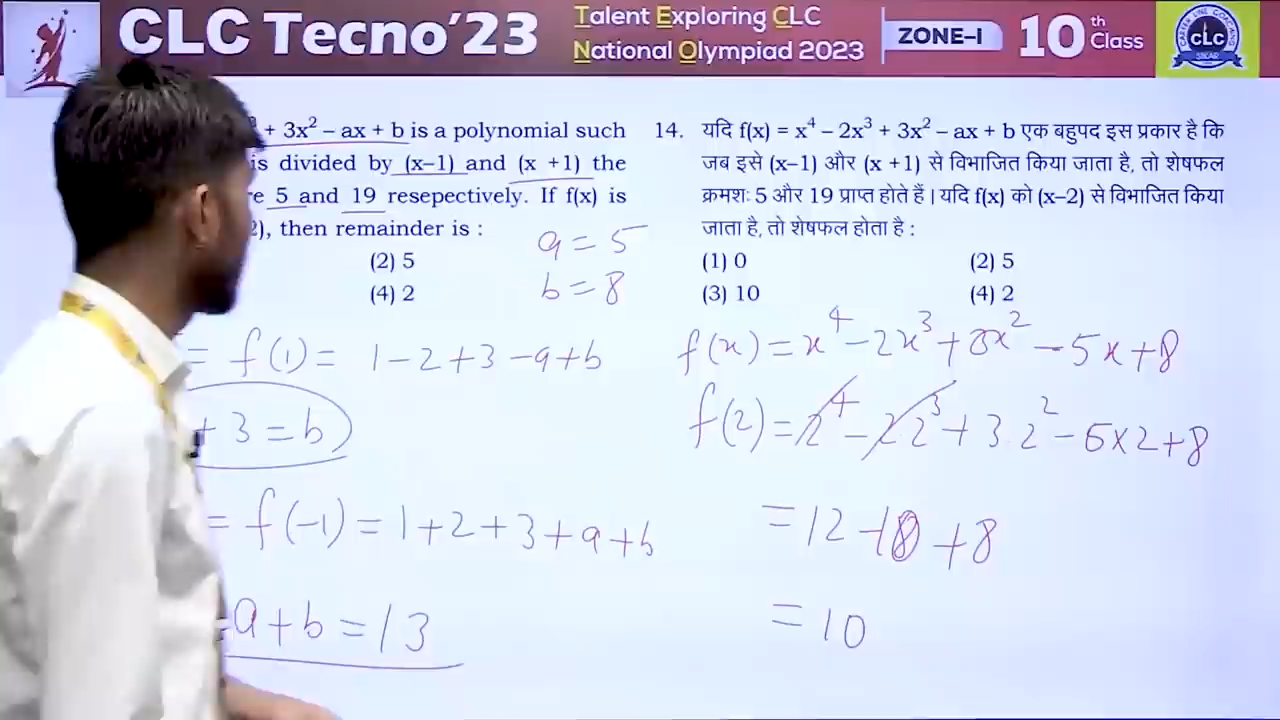 CLC Tecno'23
Talent Exploring CLC
National Olympiad 2023
ZONE–I
10th Class
CLC
+ 3x² – ax + b is a polynomial such
is divided by (x–1) and (x +1) the
5 and 19 resepectively. If f(x) is
then remainder is :
(2) 5
(4) 2
a = 5
b = 8
= f(1) = 1 – 2 + 3 – a + b
+ 3 = b
= f(–1) = 1 + 2 + 3 + a + b
a + b = 13
14. यदि f(x) = x⁴ – 2x³ + 3x² – ax + b एक बहुपद इस प्रकार है कि
जब इसे (x–1) और (x +1) से विभाजित किया जाता है, तो शेषफल
क्रमशः 5 और 19 प्राप्त होते हैं। यदि f(x) को (x–2) से विभाजित किया
जाता है, तो शेषफल होता है :
(1) 0 (2) 5
(3) 10 (4) 2
f(x) = x⁴ – 2x³ + 3x² – 5x + 8
f(2) = 2⁴ – 2 2³ + 3.2² – 5×2 + 8
= 12 – 10 + 8
= 10